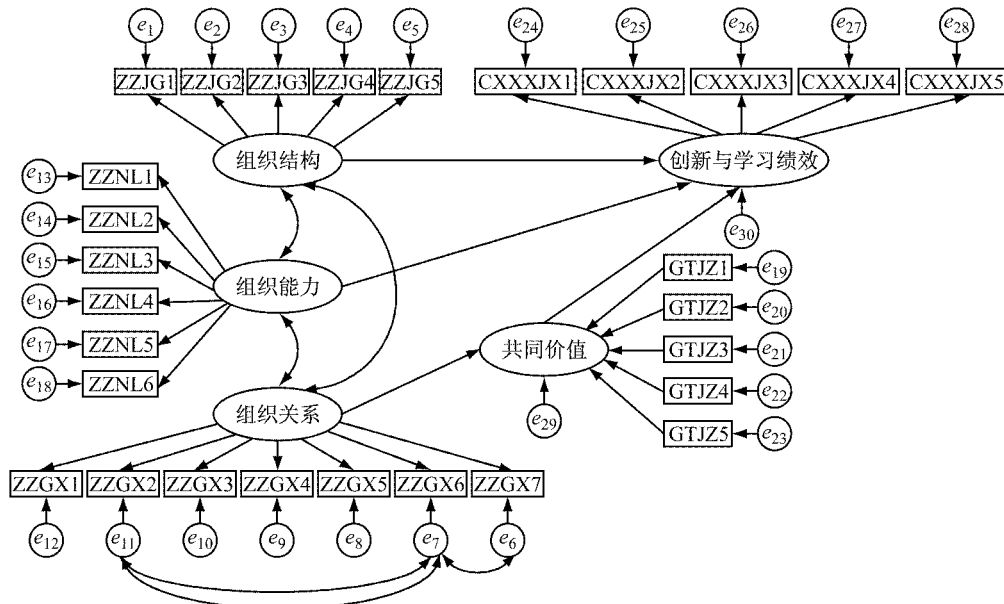 e1 e2 e3 e4 e5 e24 e25 e26 e27 e28
ZZJG1 ZZJG2 ZZJG3 ZZJG4 ZZJG5 CXXXJX1 CXXXJX2 CXXXJX3 CXXXJX4 CXXXJX5
组织结构 创新与学习绩效
e13 ZZNL1
e14 ZZNL2 e30
e15 ZZNL3 组织能力 GTJZ1 e19
e16 ZZNL4 GTJZ2 e20
e17 ZZNL5 共同价值 GTJZ3 e21
e18 ZZNL6 GTJZ4 e22
组织关系 e29 GTJZ5 e23
ZZGX1 ZZGX2 ZZGX3 ZZGX4 ZZGX5 ZZGX6 ZZGX7
e12 e11 e10 e9 e8 e7 e6